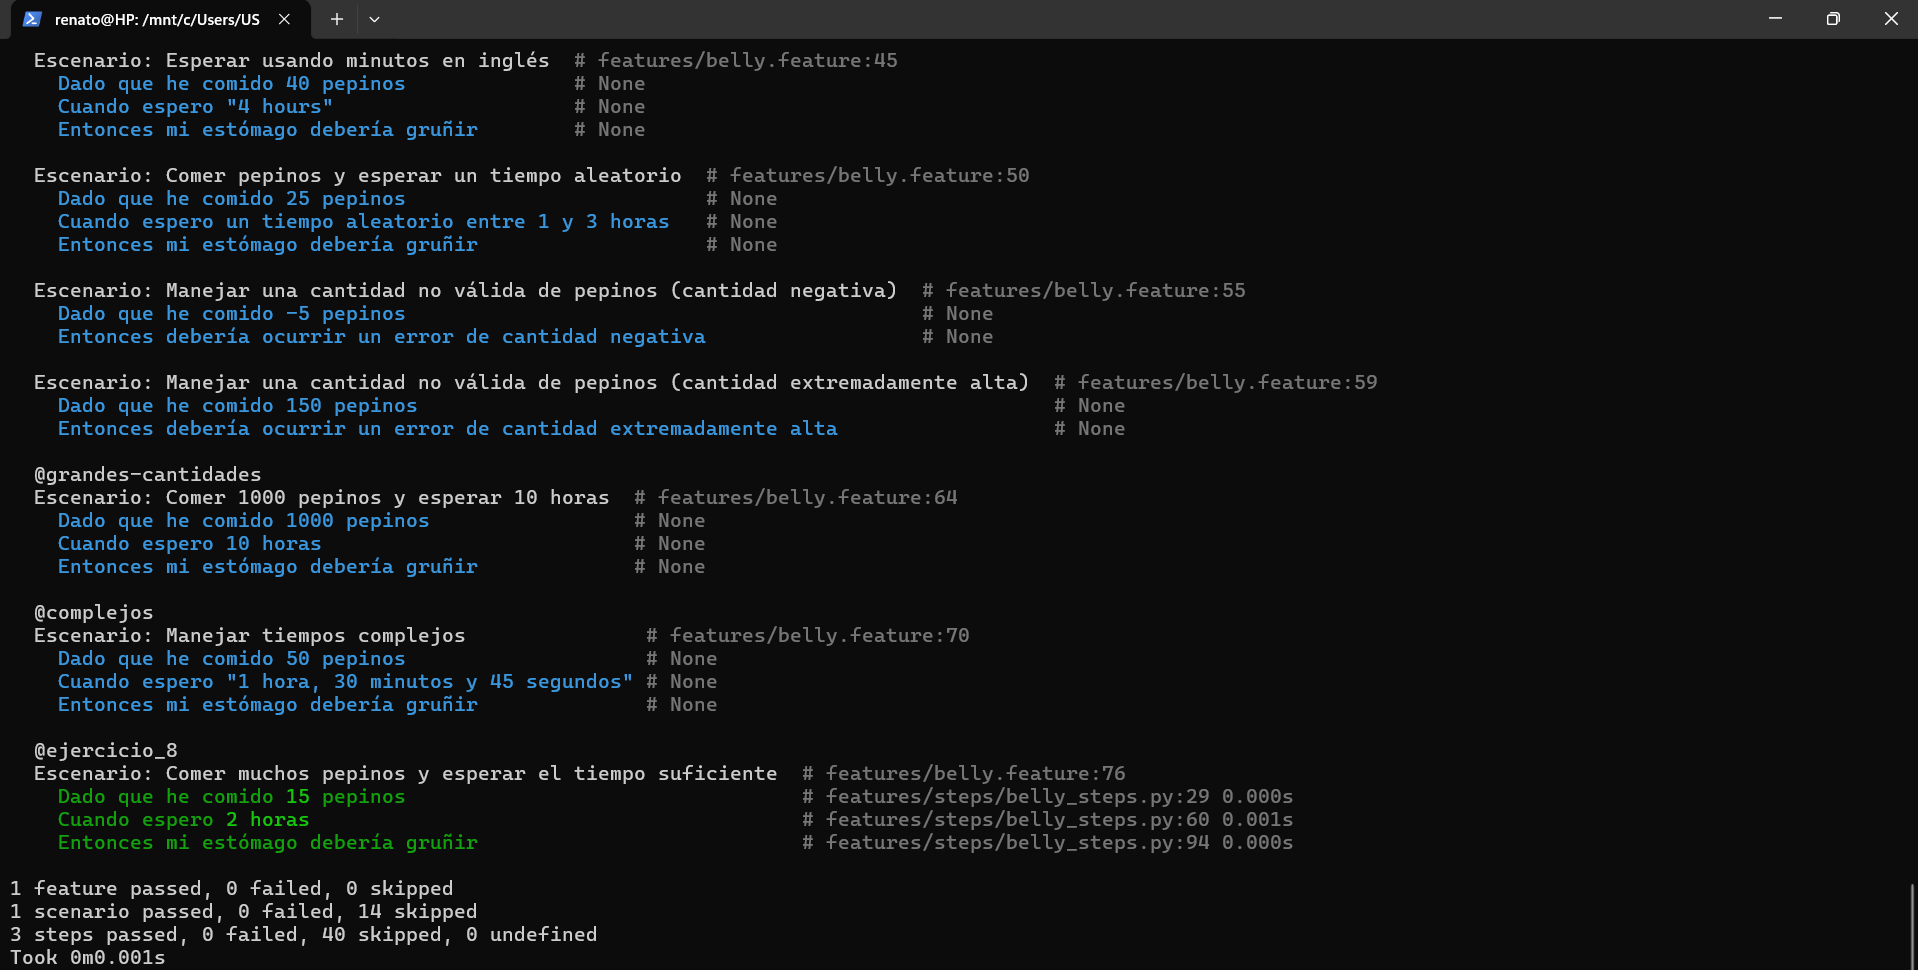 renato@HP: /mnt/c/Users/US
Escenario: Esperar usando minutos en inglés  # features/belly.feature:45
Dado que he comido 40 pepinos # None
Cuando espero "4 hours" # None
Entonces mi estómago debería gruñir # None
Escenario: Comer pepinos y esperar un tiempo aleatorio  # features/belly.feature:50
Dado que he comido 25 pepinos # None
Cuando espero un tiempo aleatorio entre 1 y 3 horas # None
Entonces mi estómago debería gruñir # None
Escenario: Manejar una cantidad no válida de pepinos (cantidad negativa)  # features/belly.feature:55
Dado que he comido -5 pepinos # None
Entonces debería ocurrir un error de cantidad negativa # None
Escenario: Manejar una cantidad no válida de pepinos (cantidad extremadamente alta)  # features/belly.feature:59
Dado que he comido 150 pepinos # None
Entonces debería ocurrir un error de cantidad extremadamente alta # None
@grandes-cantidades
Escenario: Comer 1000 pepinos y esperar 10 horas  # features/belly.feature:64
Dado que he comido 1000 pepinos # None
Cuando espero 10 horas # None
Entonces mi estómago debería gruñir # None
@complejos
Escenario: Manejar tiempos complejos # features/belly.feature:70
Dado que he comido 50 pepinos # None
Cuando espero "1 hora, 30 minutos y 45 segundos" # None
Entonces mi estómago debería gruñir # None
@ejercicio_8
Escenario: Comer muchos pepinos y esperar el tiempo suficiente  # features/belly.feature:76
Dado que he comido 15 pepinos # features/steps/belly_steps.py:29 0.000s
Cuando espero 2 horas # features/steps/belly_steps.py:60 0.001s
Entonces mi estómago debería gruñir # features/steps/belly_steps.py:94 0.000s
1 feature passed, 0 failed, 0 skipped
1 scenario passed, 0 failed, 14 skipped
3 steps passed, 0 failed, 40 skipped, 0 undefined
Took 0m0.001s